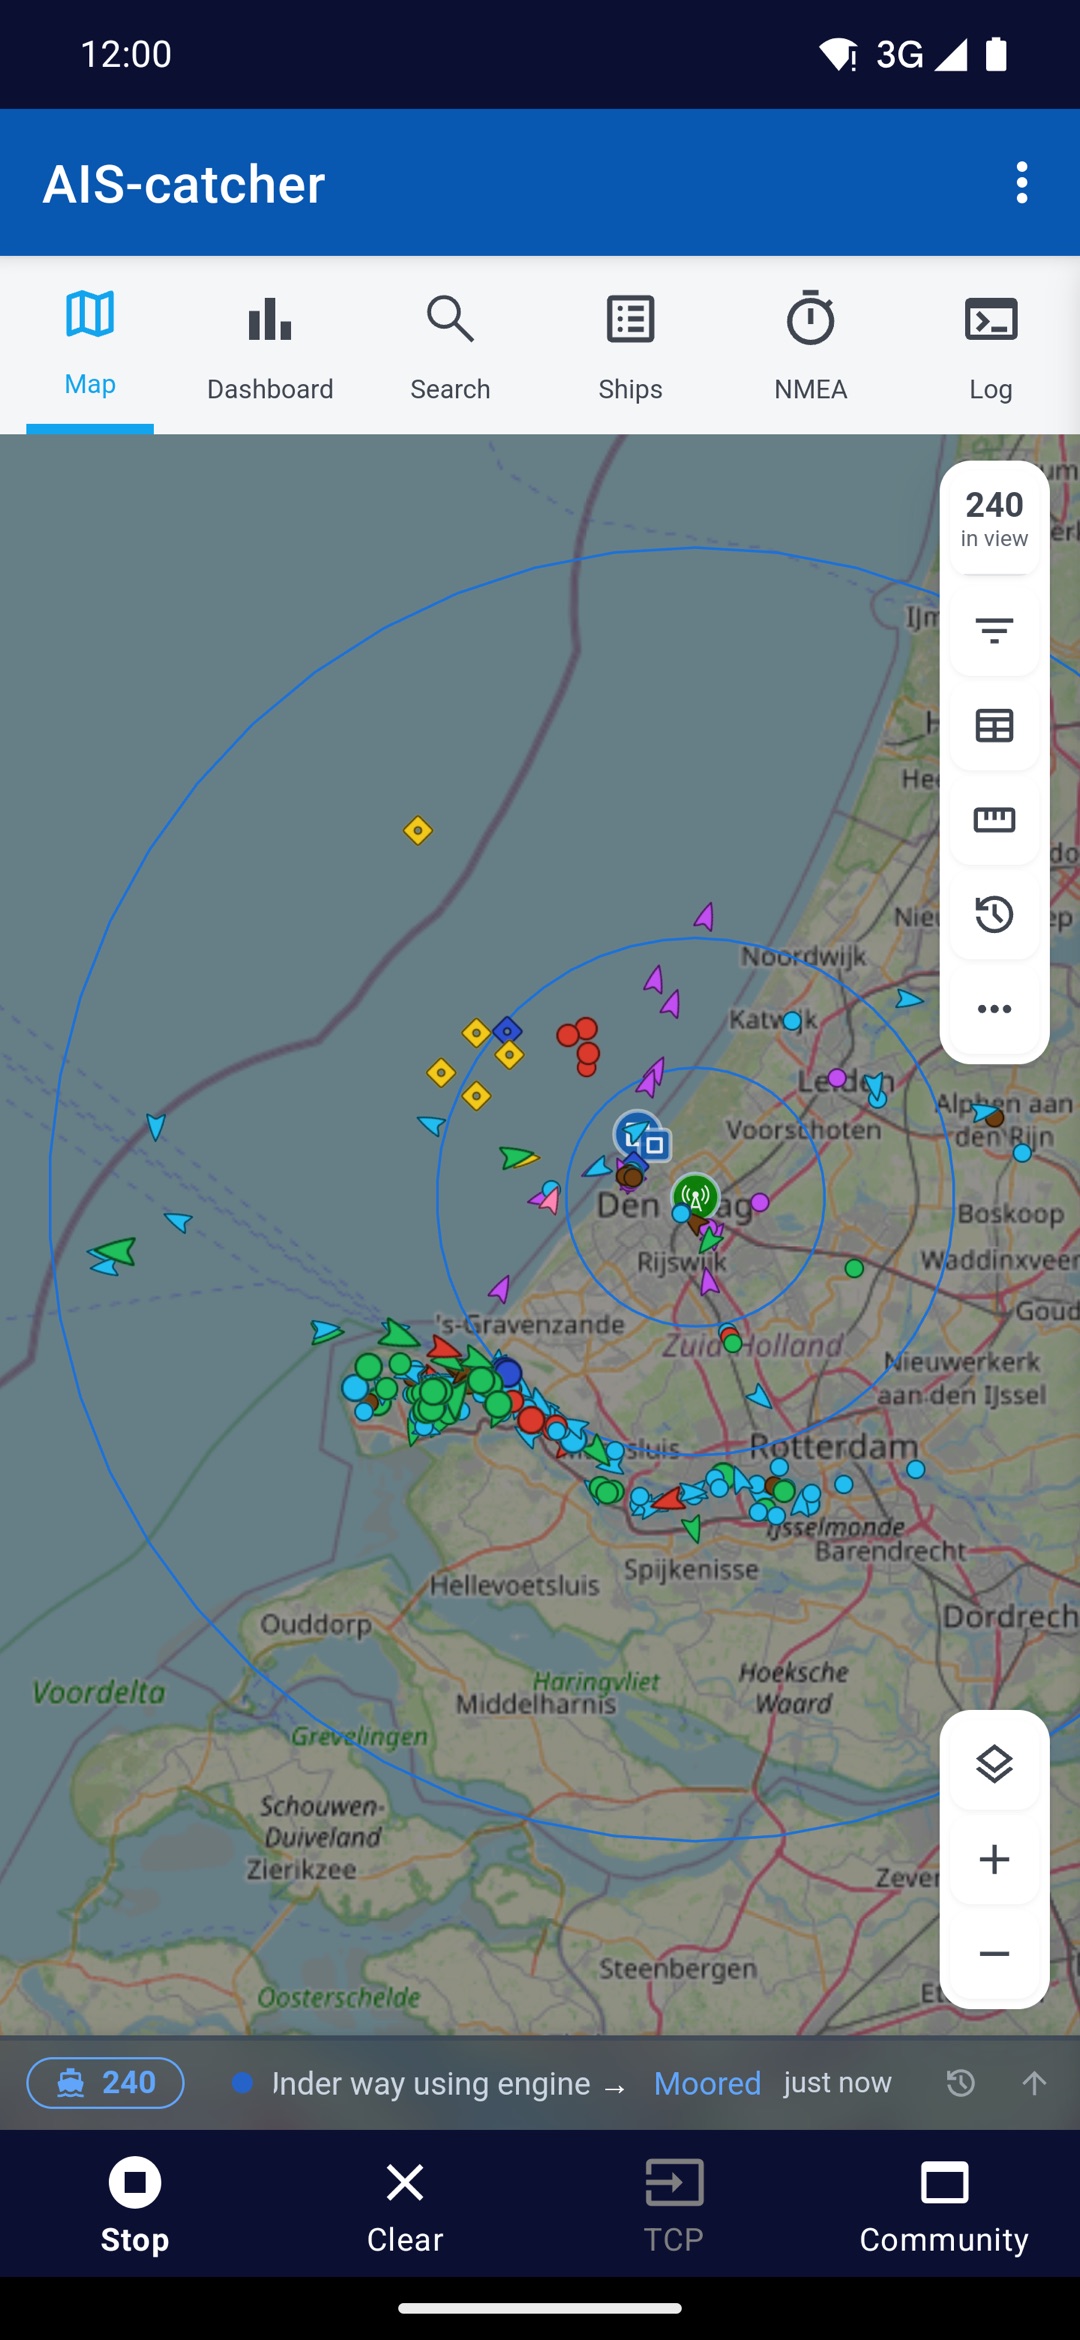 12:00
3G
AIS-catcher
Map
Dashboard
Search
Ships
NMEA
Log
240
in view
Noordwijk
Katwijk
Leiden
Alphen aan
den Rijn
Voorschoten
Den
ag
Boskoop
Rijswijk
Waddinxveen
's-Gravenzande
Zuid-Holland
Nieuwerkerk
aan den IJssel
sluis
Rotterdam
IJsselmonde
Barendrecht
Spijkenisse
Hellevoetsluis
Ouddorp
Dordrech
Voordelta
Haringvliet
Middelharnis
Hoeksche
Waard
Grevelingen
Schouwen-
Duiveland
Zierikzee
Steenbergen
Oosterschelde
240
Under way using engine → Moored just now
Stop
Clear
TCP
Community